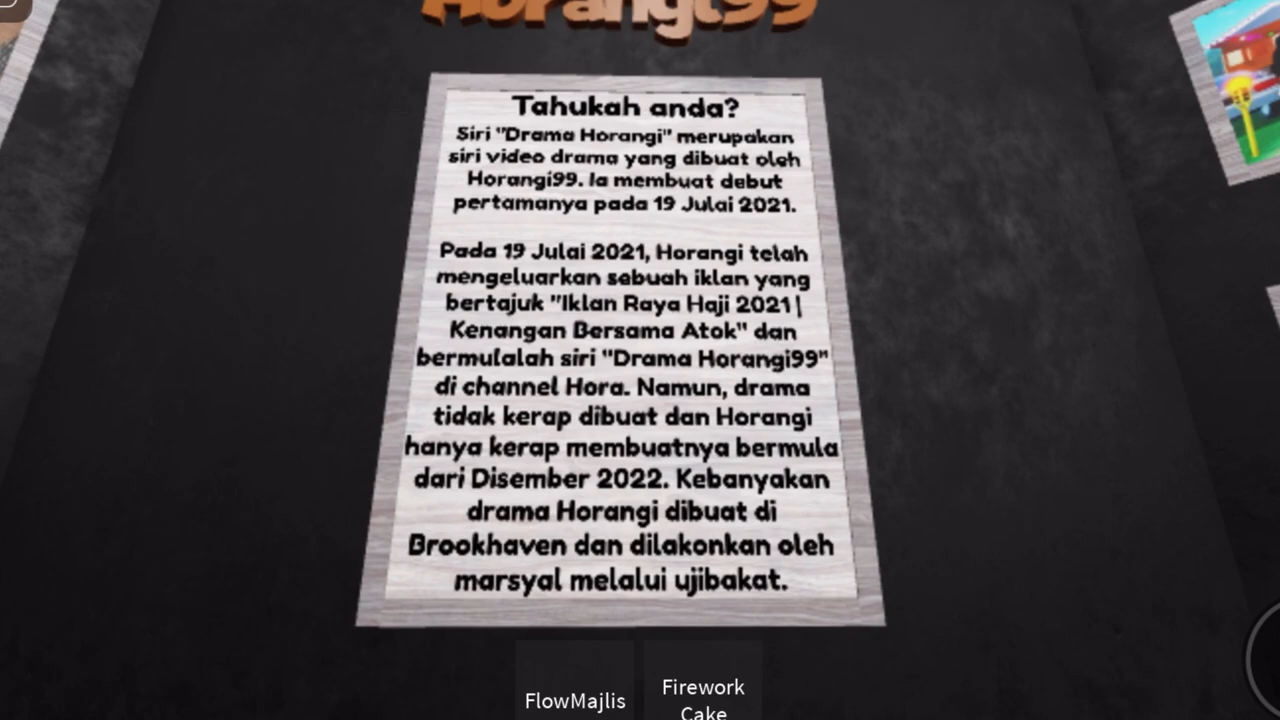 Horangi99
Tahukah anda?
Siri "Drama Horangi" merupakan
siri video drama yang dibuat oleh
Horangi99. Ia membuat debut
pertamanya pada 19 Julai 2021.
Pada 19 Julai 2021, Horangi telah
mengeluarkan sebuah iklan yang
bertajuk "Iklan Raya Haji 2021|
Kenangan Bersama Atok" dan
bermulalah siri "Drama Horangi99"
di channel Hora. Namun, drama
tidak kerap dibuat dan Horangi
hanya kerap membuatnya bermula
dari Disember 2022. Kebanyakan
drama Horangi dibuat di
Brookhaven dan dilakonkan oleh
marsyal melalui ujibakat.
FlowMajlis
Firework
Cake